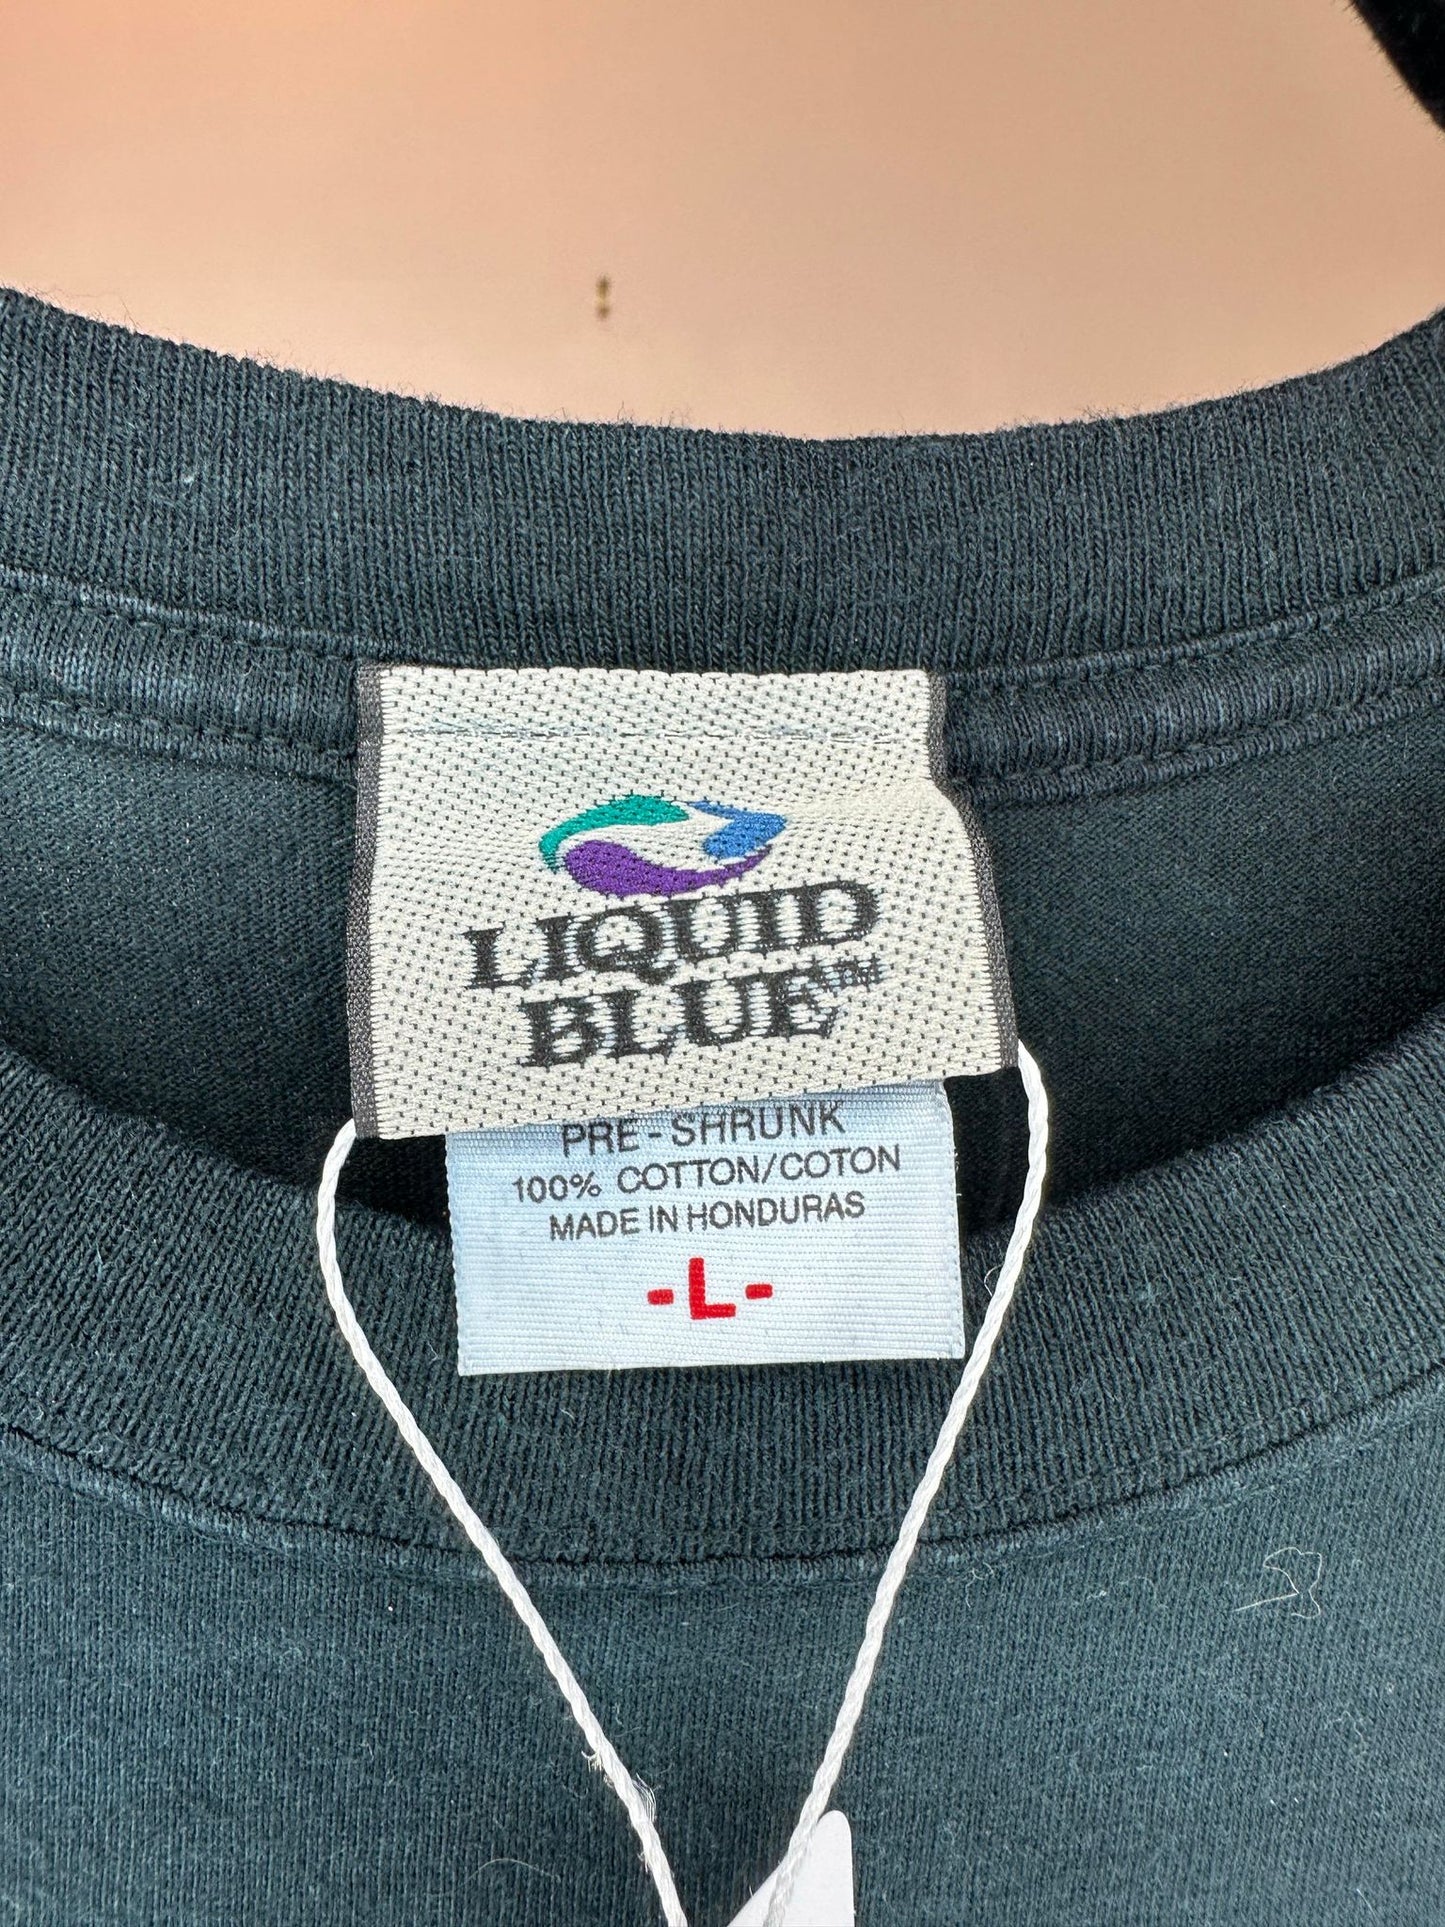 LIQUID
BLUE™
PRE-SHRUNK
100% COTTON/COTON
MADE IN HONDURAS
-L-